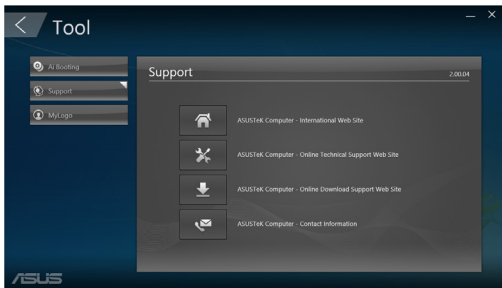 Tool
Ai Booting
Support
MyLogo
Support
2.00.04
ASUSTeK Computer - International Web Site
ASUSTeK Computer - Online Technical Support Web Site
ASUSTeK Computer - Online Download Support Web Site
ASUSTeK Computer - Contact Information
ASUS